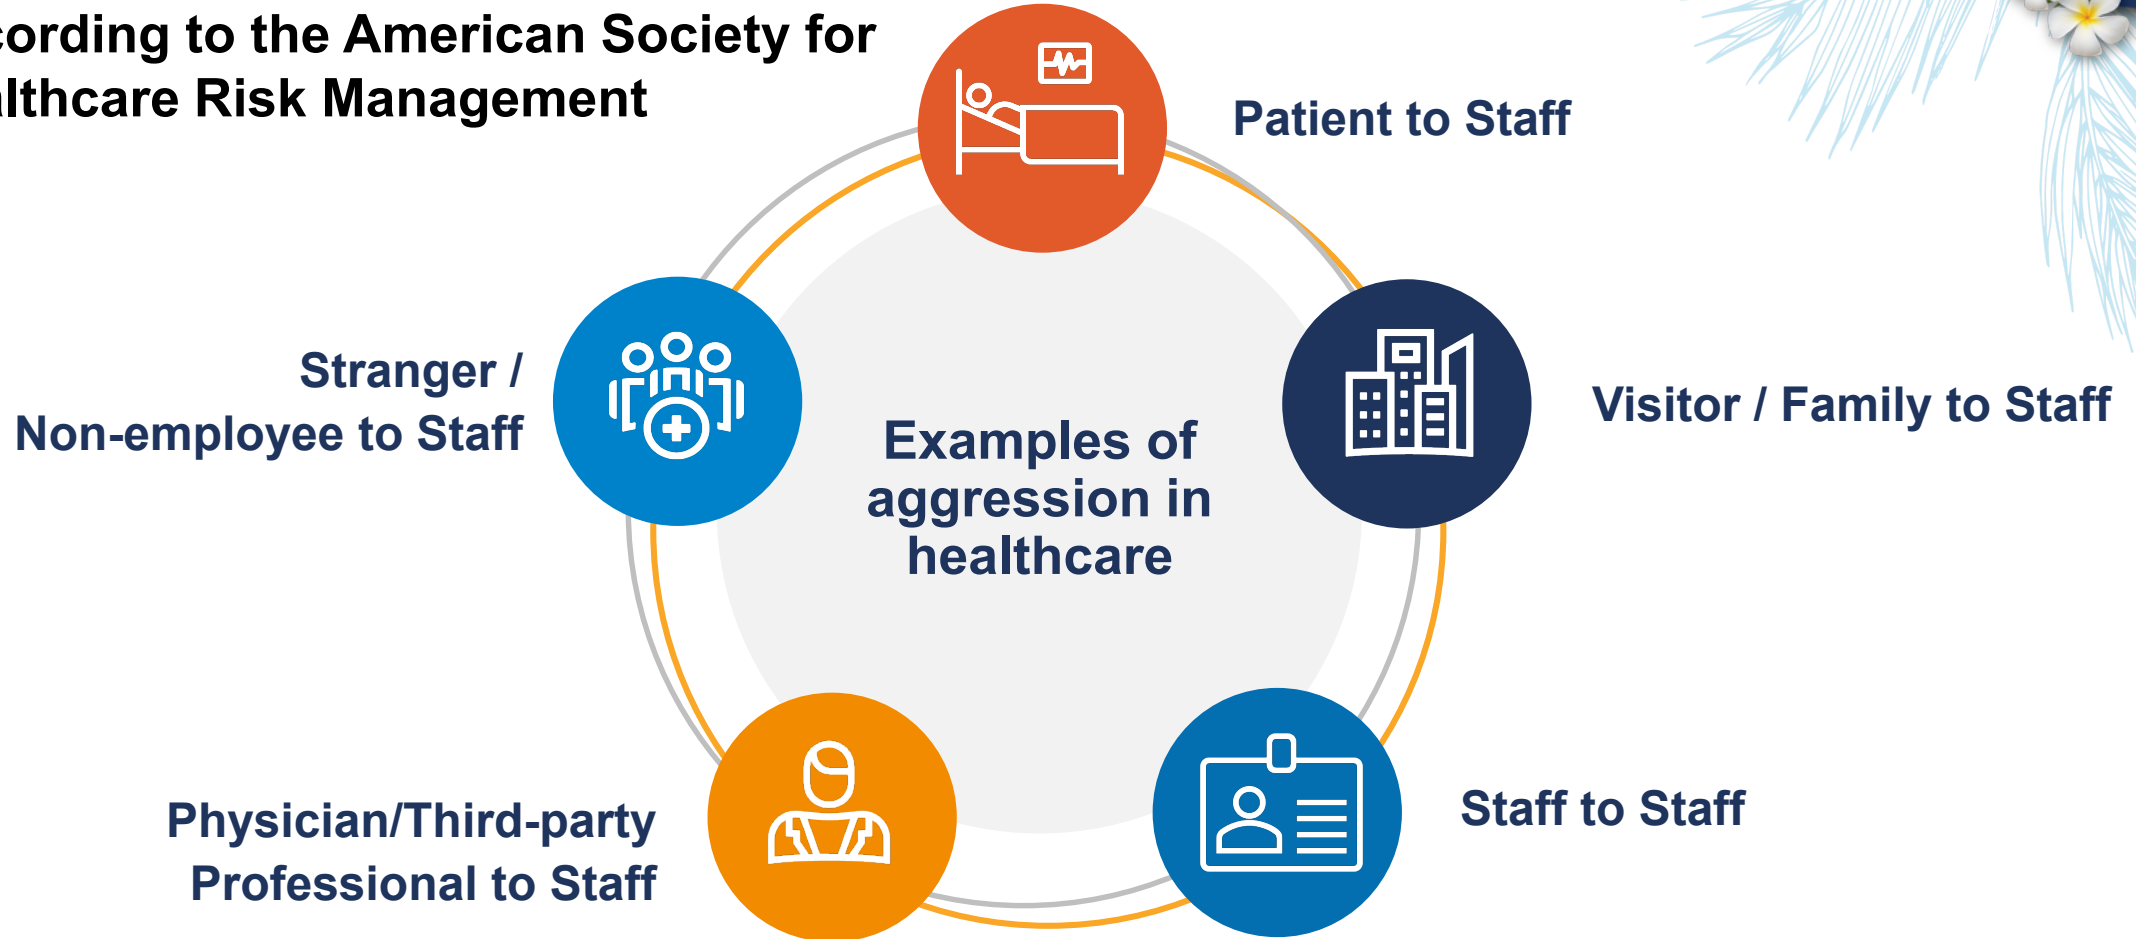 cording to the American Society for
althcare Risk Management
Patient to Staff
Stranger /
Non-employee to Staff
Visitor / Family to Staff
Examples of
aggression in
healthcare
Physician/Third-party
Professional to Staff
Staff to Staff